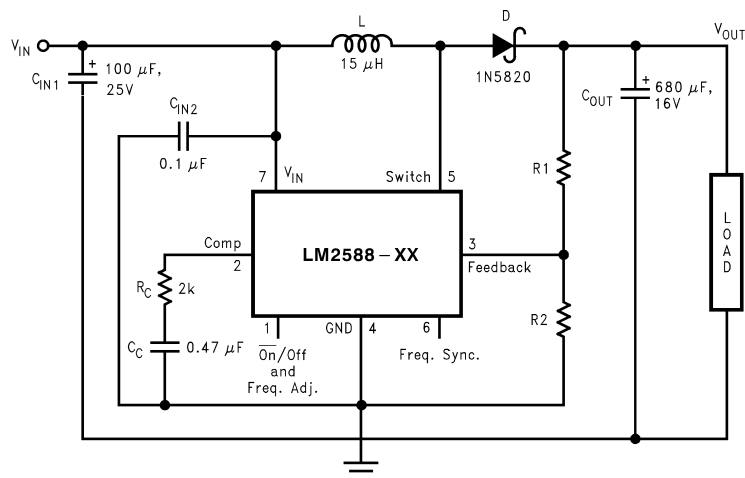 L
D
V_IN
V_OUT
15 μH
1N5820
C_IN1
+
100 μF,
25V
C_IN2
0.1 μF
C_OUT
+
680 μF,
16V
7
V_IN
Switch
5
R1
L
O
A
D
Comp
2
LM2588-XX
3
Feedback
R_C
2k
R2
C_C
0.47 μF
1
GND
4
6
On/Off
and
Freq. Adj.
Freq. Sync.